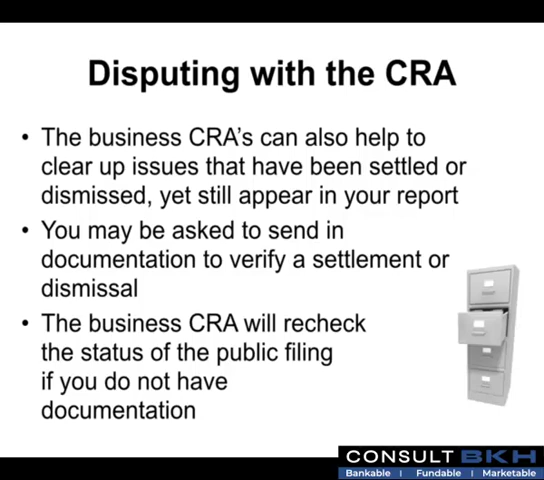 Disputing with the CRA
• The business CRA's can also help to
clear up issues that have been settled or
dismissed, yet still appear in your report
• You may be asked to send in
documentation to verify a settlement or
dismissal
• The business CRA will recheck
the status of the public filing
if you do not have
documentation
CONSULT BKH
Bankable | Fundable | Marketable